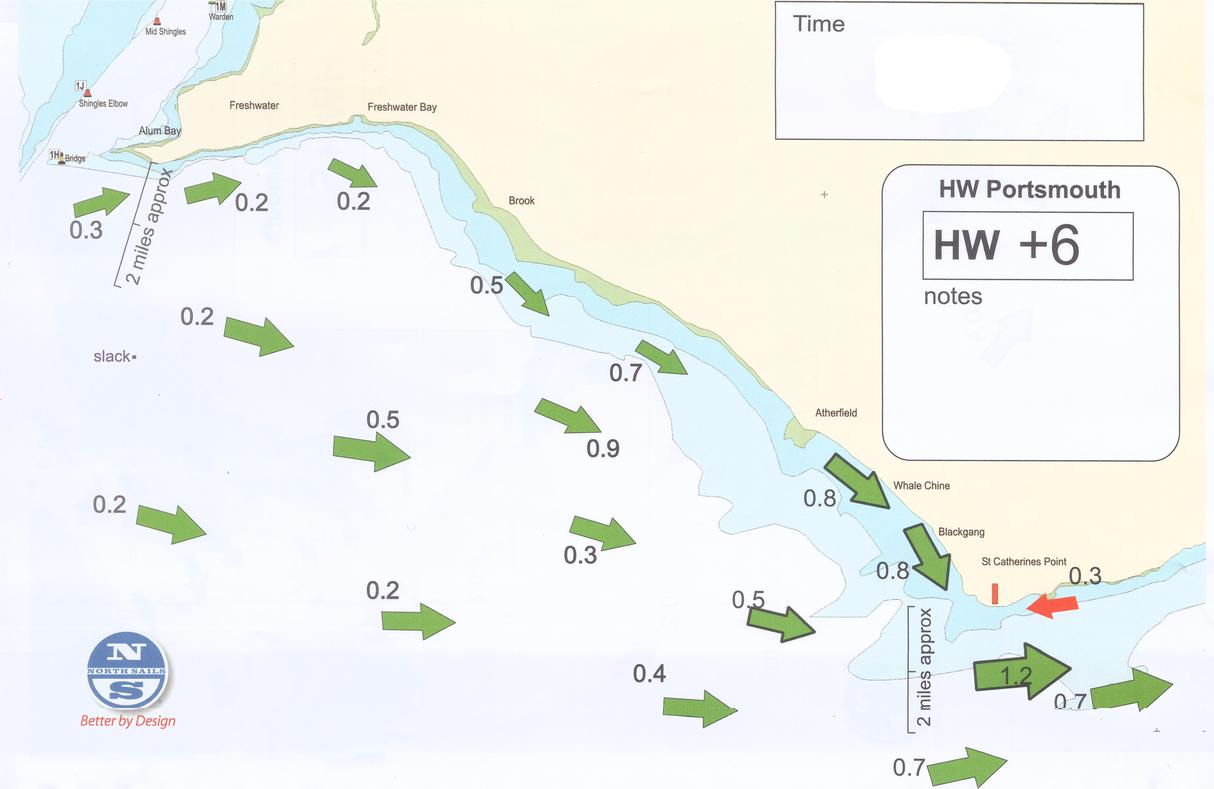 1M
Warden
Mid Shingles
Time
1J
Shingles Elbow
Freshwater
Freshwater Bay
Alum Bay
1H
Bridge
0.3
2 miles approx
0.2
0.2
Brook
HW Portsmouth
HW +6
notes
0.5
0.2
slack
0.7
0.5
0.9
Atherfield
0.8
Whale Chine
0.2
Blackgang
0.3
St Catherines Point
0.8
0.3
0.2
0.5
2 miles approx
N
NORTH SAILS
S
Better by Design
0.4
1.2
0.7
0.7